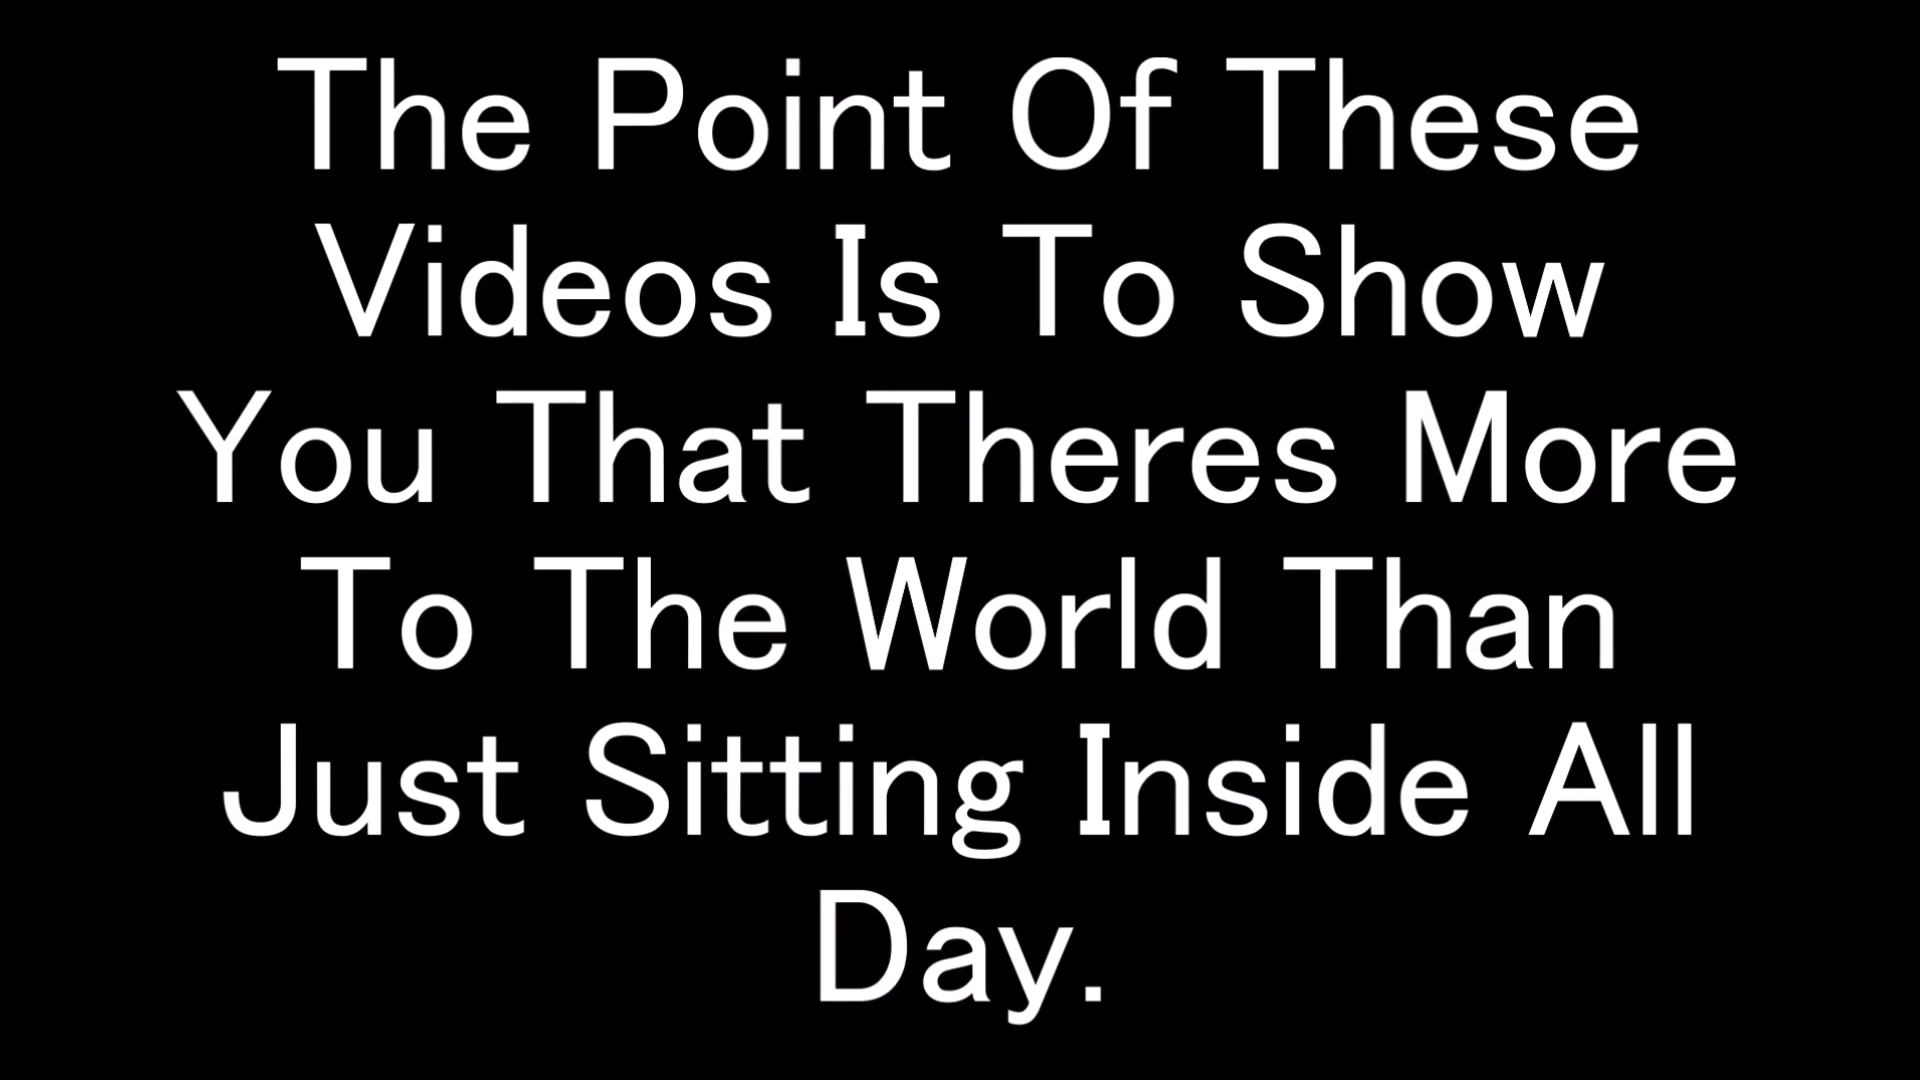 The Point Of These
Videos Is To Show
You That Theres More
To The World Than
Just Sitting Inside All
Day.